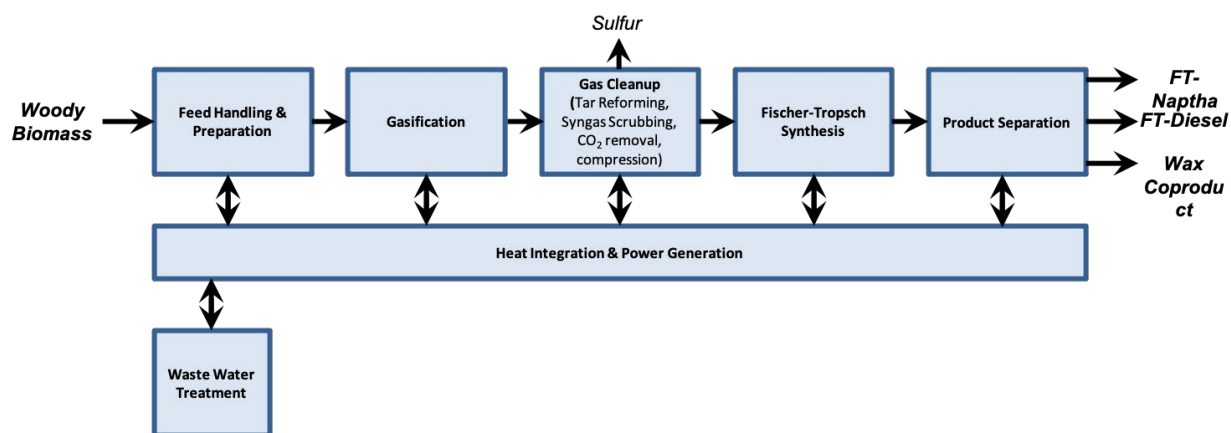 Sulfur
Woody
Biomass
Feed Handling &
Preparation
Gasification
Gas Cleanup
(Tar Reforming,
Syngas Scrubbing,
CO₂ removal,
compression)
Fischer-Tropsch
Synthesis
Product Separation
FT-
Naptha
FT-Diesel
Wax
Coprodu
ct
Heat Integration & Power Generation
Waste Water
Treatment